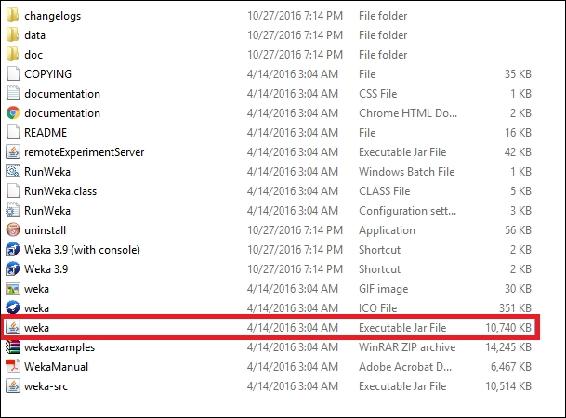 changelogs 10/27/2016 7:14 PM File folder
data 10/27/2016 7:14 PM File folder
doc 10/27/2016 7:14 PM File folder
COPYING 4/14/2016 3:04 AM File 35 KB
documentation 4/14/2016 3:04 AM CSS File 1 KB
documentation 4/14/2016 3:04 AM Chrome HTML Do... 2 KB
README 4/14/2016 3:04 AM File 16 KB
remoteExperimentServer 4/14/2016 3:04 AM Executable Jar File 42 KB
RunWeka 4/14/2016 3:04 AM Windows Batch File 1 KB
RunWeka.class 4/14/2016 3:04 AM CLASS File 5 KB
RunWeka 4/14/2016 3:04 AM Configuration sett... 3 KB
uninstall 10/27/2016 7:14 PM Application 56 KB
Weka 3.9 (with console) 10/27/2016 7:14 PM Shortcut 2 KB
Weka 3.9 10/27/2016 7:14 PM Shortcut 2 KB
weka 4/14/2016 3:04 AM GIF image 30 KB
weka 4/14/2016 3:04 AM ICO File 351 KB
weka 4/14/2016 3:04 AM Executable Jar File 10,740 KB
wekaexamples 4/14/2016 3:04 AM WinRAR ZIP archive 14,245 KB
WekaManual 4/14/2016 3:04 AM Adobe Acrobat D... 6,467 KB
weka-src 4/14/2016 3:04 AM Executable Jar File 10,514 KB